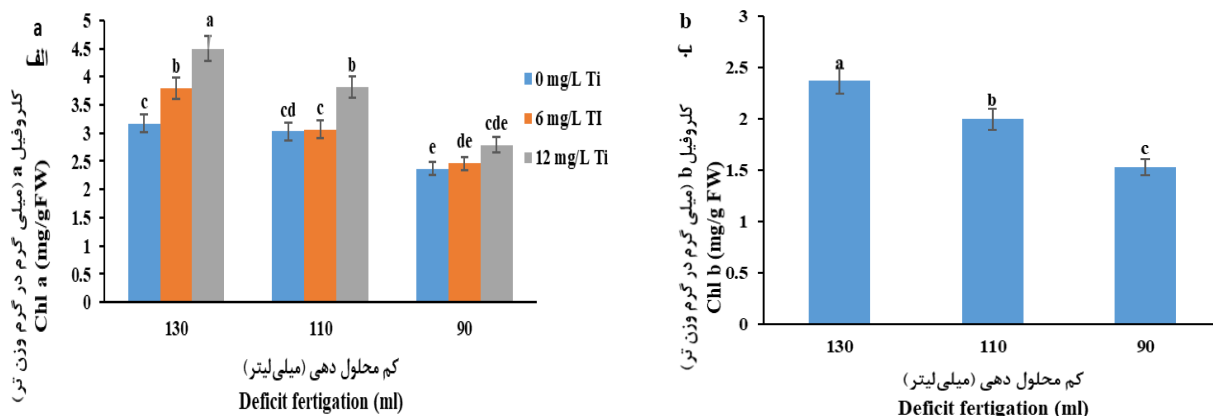 a
الف
کلروفیل a (میلی گرم در گرم وزن تر)
Chl a (mg/gFW)
5
4.5
4
3.5
3
2.5
2
1.5
1
0.5
0
c
b
a
cd
c
b
e
de
cde
0 mg/L Ti
6 mg/L TI
12 mg/L Ti
130
110
90
کم محلول دهی (میلی‌لیتر)
Deficit fertigation (ml)
b
کلروفیل b (میلی گرم در گرم وزن تر)
Chl b (mg/g FW)
3
2.5
2
1.5
1
0.5
0
a
b
c
130
110
90
کم محلول دهی (میلی‌لیتر)
Deficit fertigation (ml)